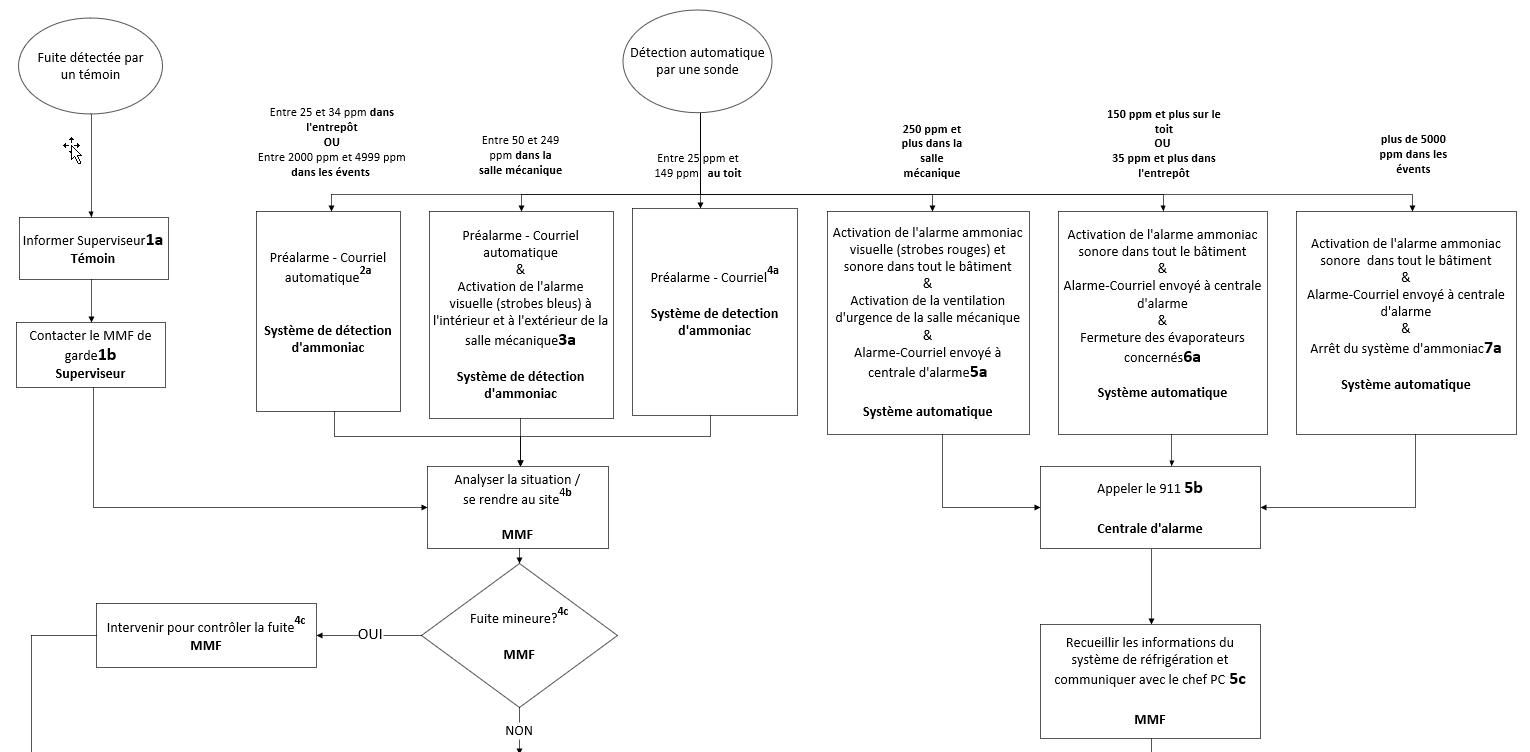 Fuite détectée par
un témoin
Détection automatique
par une sonde
Entre 25 et 34 ppm dans
l'entrepôt
OU
Entre 2000 ppm et 4999 ppm
dans les évents
Entre 50 et 249
ppm dans la
salle mécanique
Entre 25 ppm et
149 ppm au toit
250 ppm et
plus dans la
salle
mécanique
150 ppm et plus sur le
toit
OU
35 ppm et plus dans
l'entrepôt
plus de 5000
ppm dans les
évents
Informer Superviseur1a
Témoin
Contacter le MMF de
garde1b
Superviseur
Préalarme - Courriel
automatique2a
Système de détection
d'ammoniac
Préalarme - Courriel
automatique
&
Activation de l'alarme
visuelle (strobes bleus) à
l'intérieur et à l'extérieur de la
salle mécanique3a
Système de détection
d'ammoniac
Préalarme - Courriel4a
Système de detection
d'ammoniac
Activation de l'alarme ammoniac
visuelle (strobes rouges) et
sonore dans tout le bâtiment
&
Activation de la ventilation
d'urgence de la salle mécanique
&
Alarme-Courriel envoyé à
centrale d'alarme5a
Système automatique
Activation de l'alarme ammoniac
sonore dans tout le bâtiment
&
Alarme-Courriel envoyé à centrale
d'alarme
&
Fermeture des évaporateurs
concernés6a
Système automatique
Activation de l'alarme ammoniac
sonore dans tout le bâtiment
&
Alarme-Courriel envoyé à centrale
d'alarme
&
Arrêt du système d'ammoniac7a
Système automatique
Analyser la situation /
se rendre au site4b
MMF
Appeler le 911 5b
Centrale d'alarme
Fuite mineure?4c
MMF
OUI
Intervenir pour contrôler la fuite4c
MMF
NON
Recueillir les informations du
système de réfrigération et
communiquer avec le chef PC 5c
MMF